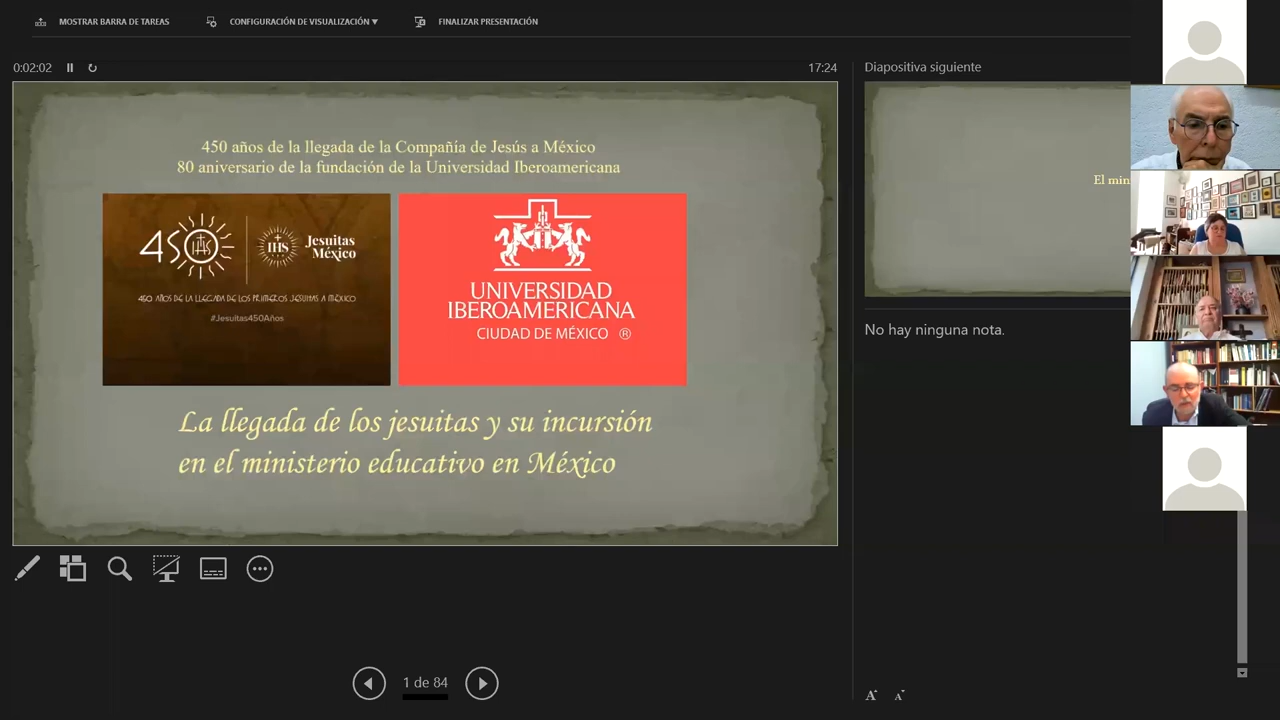 MOSTRAR BARRA DE TAREAS
CONFIGURACIÓN DE VISUALIZACIÓN ▼
FINALIZAR PRESENTACIÓN
0:02:02
17:24
Diapositiva siguiente
450 años de la llegada de la Compañía de Jesús a México
80 aniversario de la fundación de la Universidad Iberoamericana
450
IHS
Jesuitas
México
450 AÑOS DE LA LLEGADA DE LOS PRIMEROS JESUITAS A MÉXICO
#Jesuitas450Años
UNIVERSIDAD
IBEROAMERICANA
CIUDAD DE MÉXICO ®
La llegada de los jesuitas y su incursión
en el ministerio educativo en México
El min
No hay ninguna nota.
1 de 84
A A